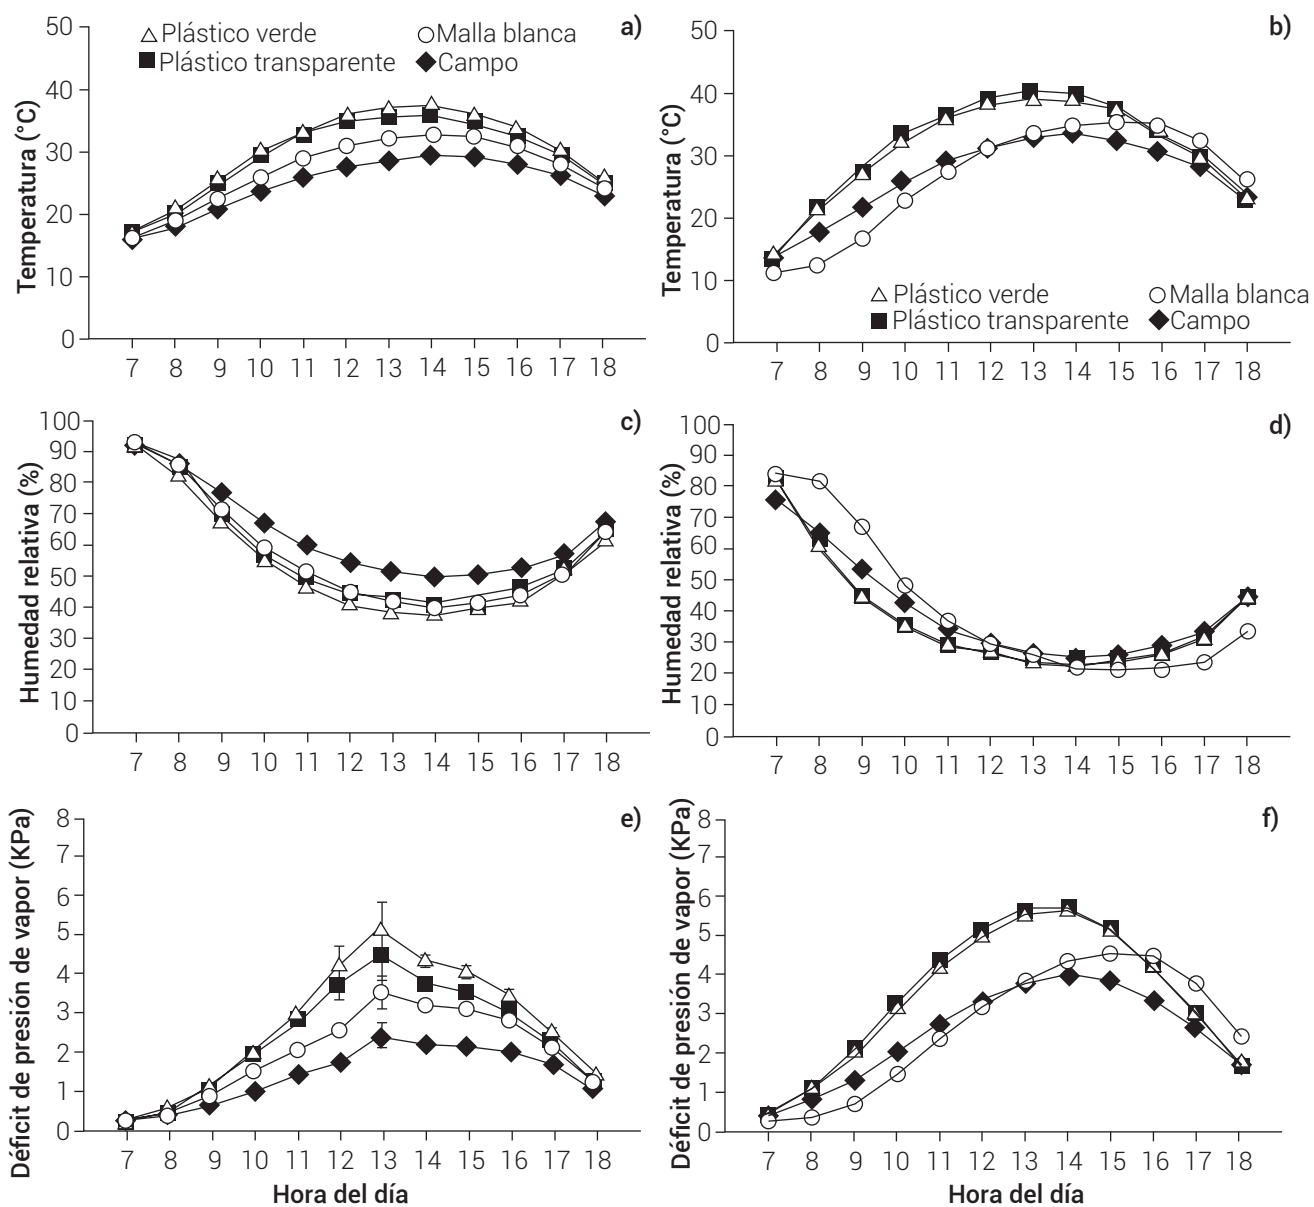 a)
△ Plástico verde ○ Malla blanca
■ Plástico transparente ◆ Campo
Temperatura (°C)
50
40
30
20
10
0
7 8 9 10 11 12 13 14 15 16 17 18
b)
Temperatura (°C)
50
40
30
20
10
0
△ Plástico verde ○ Malla blanca
■ Plástico transparente ◆ Campo
7 8 9 10 11 12 13 14 15 16 17 18
c)
Humedad relativa (%)
100
90
80
70
60
50
40
30
20
10
0
7 8 9 10 11 12 13 14 15 16 17 18
d)
Humedad relativa (%)
100
90
80
70
60
50
40
30
20
10
0
7 8 9 10 11 12 13 14 15 16 17 18
e)
Déficit de presión de vapor (KPa)
8
7
6
5
4
3
2
1
0
7 8 9 10 11 12 13 14 15 16 17 18
Hora del día
f)
Déficit de presión de vapor (KPa)
8
7
6
5
4
3
2
1
0
7 8 9 10 11 12 13 14 15 16 17 18
Hora del día